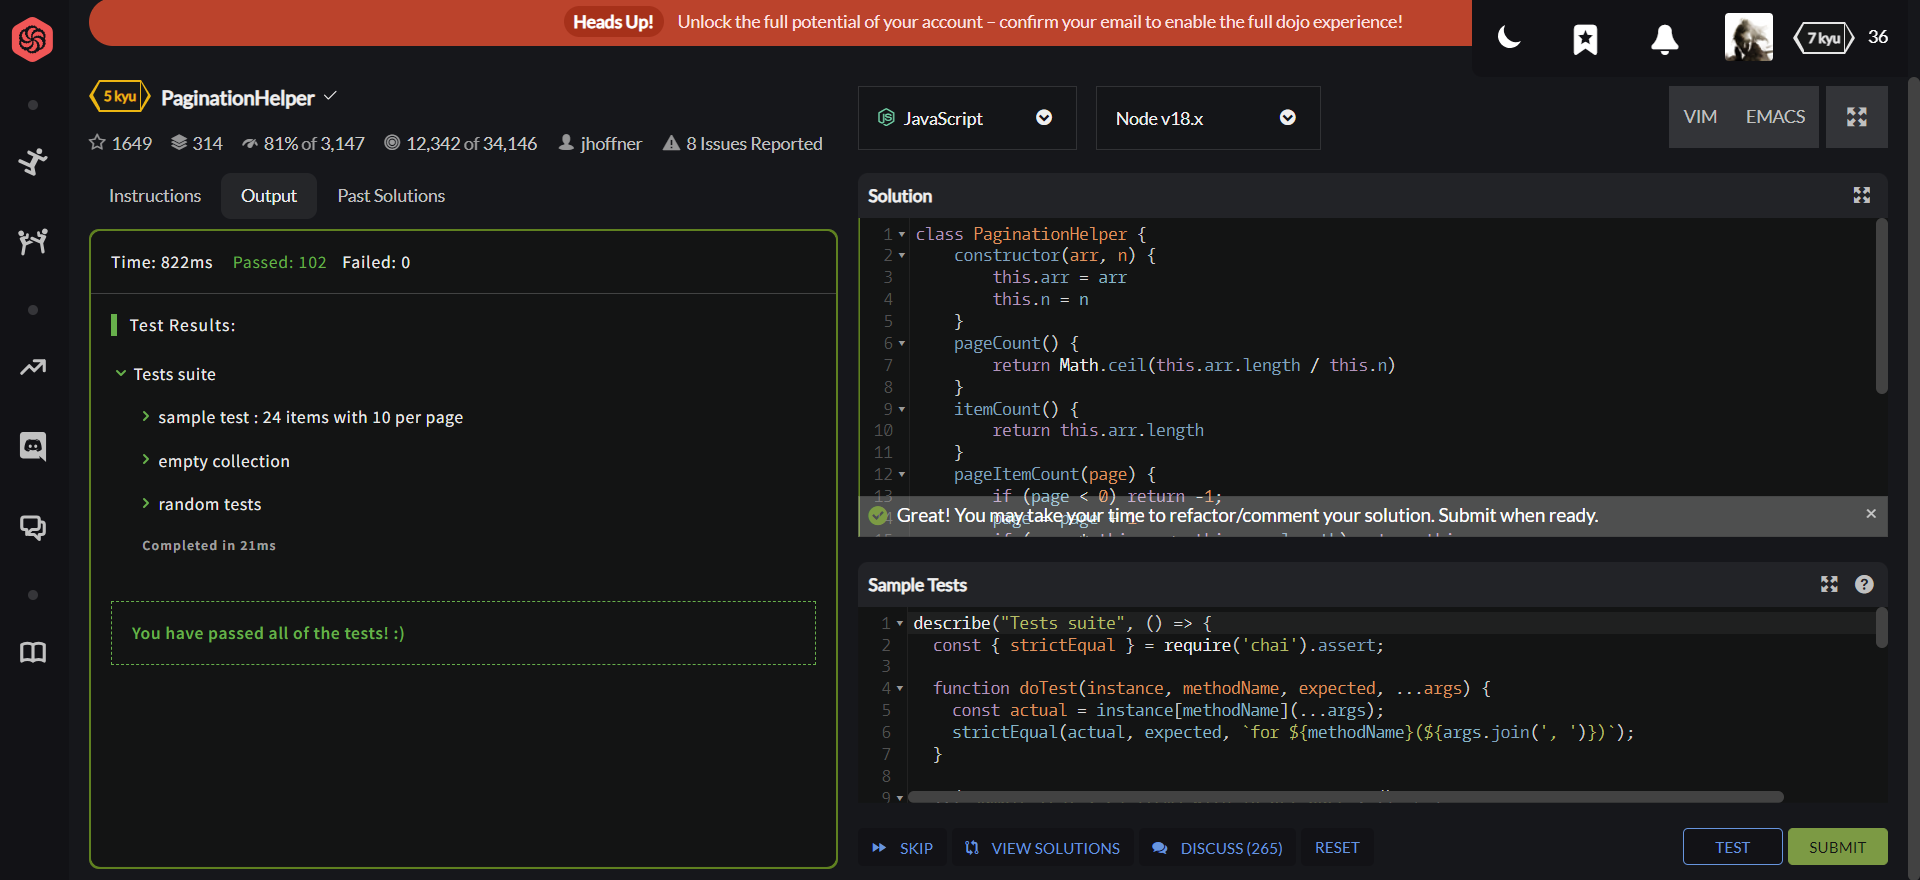 Heads Up! Unlock the full potential of your account – confirm your email to enable the full dojo experience!
7 kyu 36
5 kyu PaginationHelper
1649 314 81% of 3,147 12,342 of 34,146 jhoffner 8 Issues Reported
Instructions Output Past Solutions
Time: 822ms Passed: 102 Failed: 0
Test Results:
Tests suite
sample test : 24 items with 10 per page
empty collection
random tests
Completed in 21ms
You have passed all of the tests! :)
JavaScript Node v18.x VIM EMACS
Solution
1 class PaginationHelper {
2 constructor(arr, n) {
3 this.arr = arr
4 this.n = n
5 }
6 pageCount() {
7 return Math.ceil(this.arr.length / this.n)
8 }
9 itemCount() {
10 return this.arr.length
11 }
12 pageItemCount(page) {
13 if (page < 0) return -1;
Great! You may take your time to refactor/comment your solution. Submit when ready.
Sample Tests
1 describe("Tests suite", () => {
2 const { strictEqual } = require('chai').assert;
3
4 function doTest(instance, methodName, expected, ...args) {
5 const actual = instance[methodName](...args);
6 strictEqual(actual, expected, `for ${methodName}(${args.join(', ')})`);
7 }
8
9
SKIP VIEW SOLUTIONS DISCUSS (265) RESET TEST SUBMIT